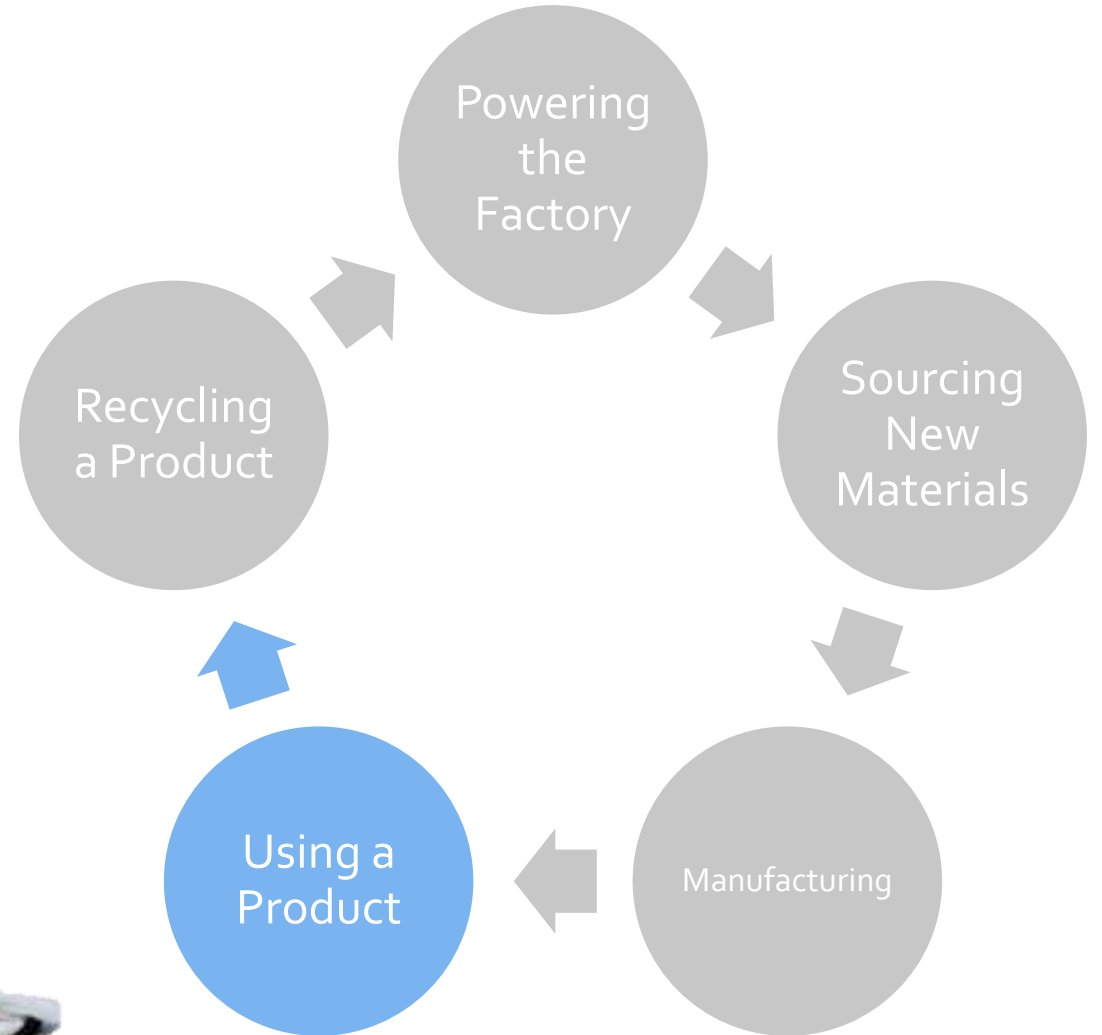 Powering
the
Factory
Sourcing
New
Materials
Manufacturing
Using a
Product
Recycling
a Product